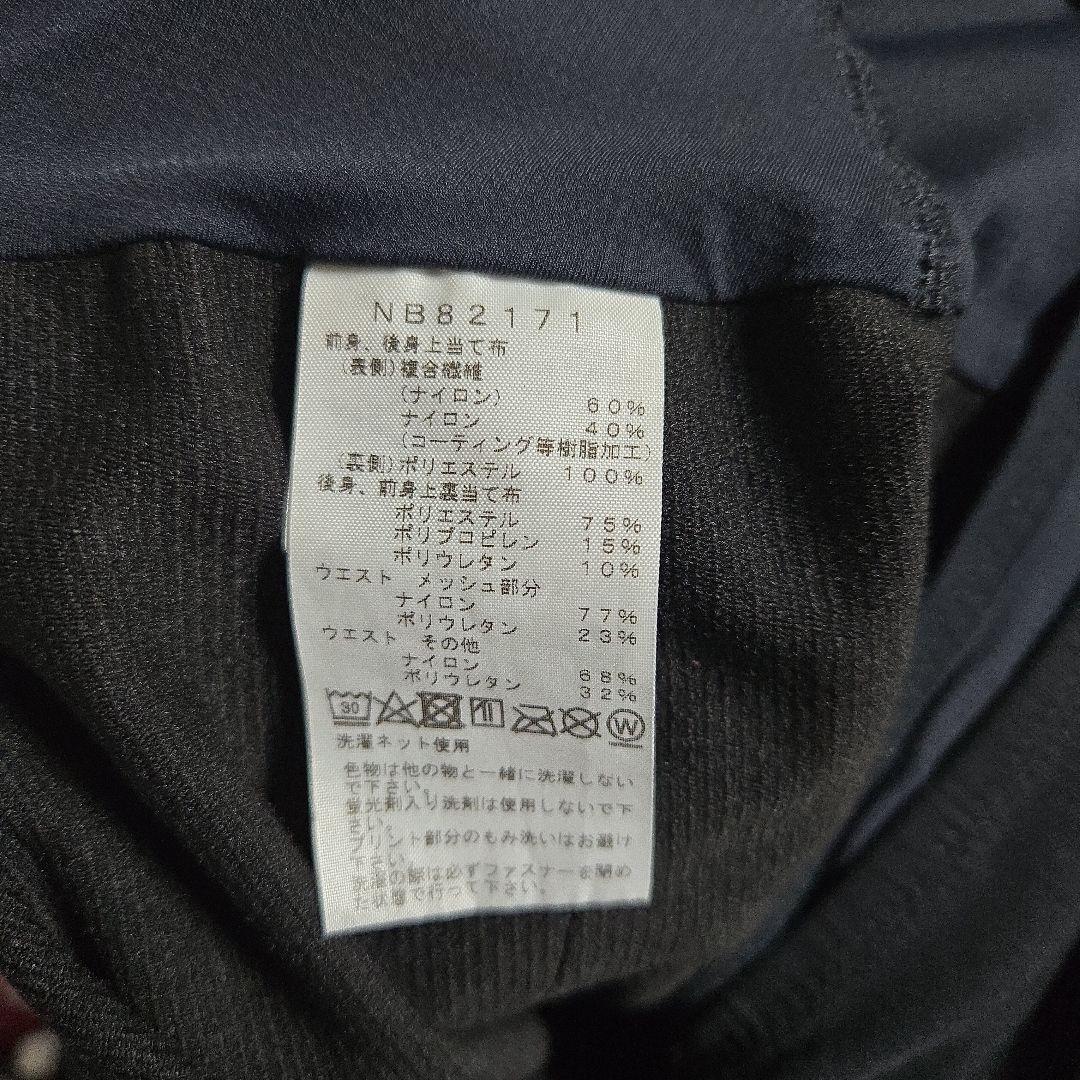 NB82171
前身、後身上当て布
(表側)複合繊維
(ナイロン) 60%
ナイロン 40%
(コーティング等樹脂加工)
(裏側)ポリエステル 100%
後身、前身上裏当て布
ポリエステル 75%
ポリプロピレン 15%
ポリウレタン 10%
ウエスト メッシュ部分
ナイロン 77%
ポリウレタン 23%
ウエスト その他
ナイロン 68%
ポリウレタン 32%
30 W
洗濯ネット使用
色物は他の物と一緒に洗濯しない
で下さい。
蛍光剤入り洗剤は使用しないで下
さい。
プリント部分のもみ洗いはお避け
下さい。
洗濯の際は必ずファスナーを閉め
た状態で行って下さい。